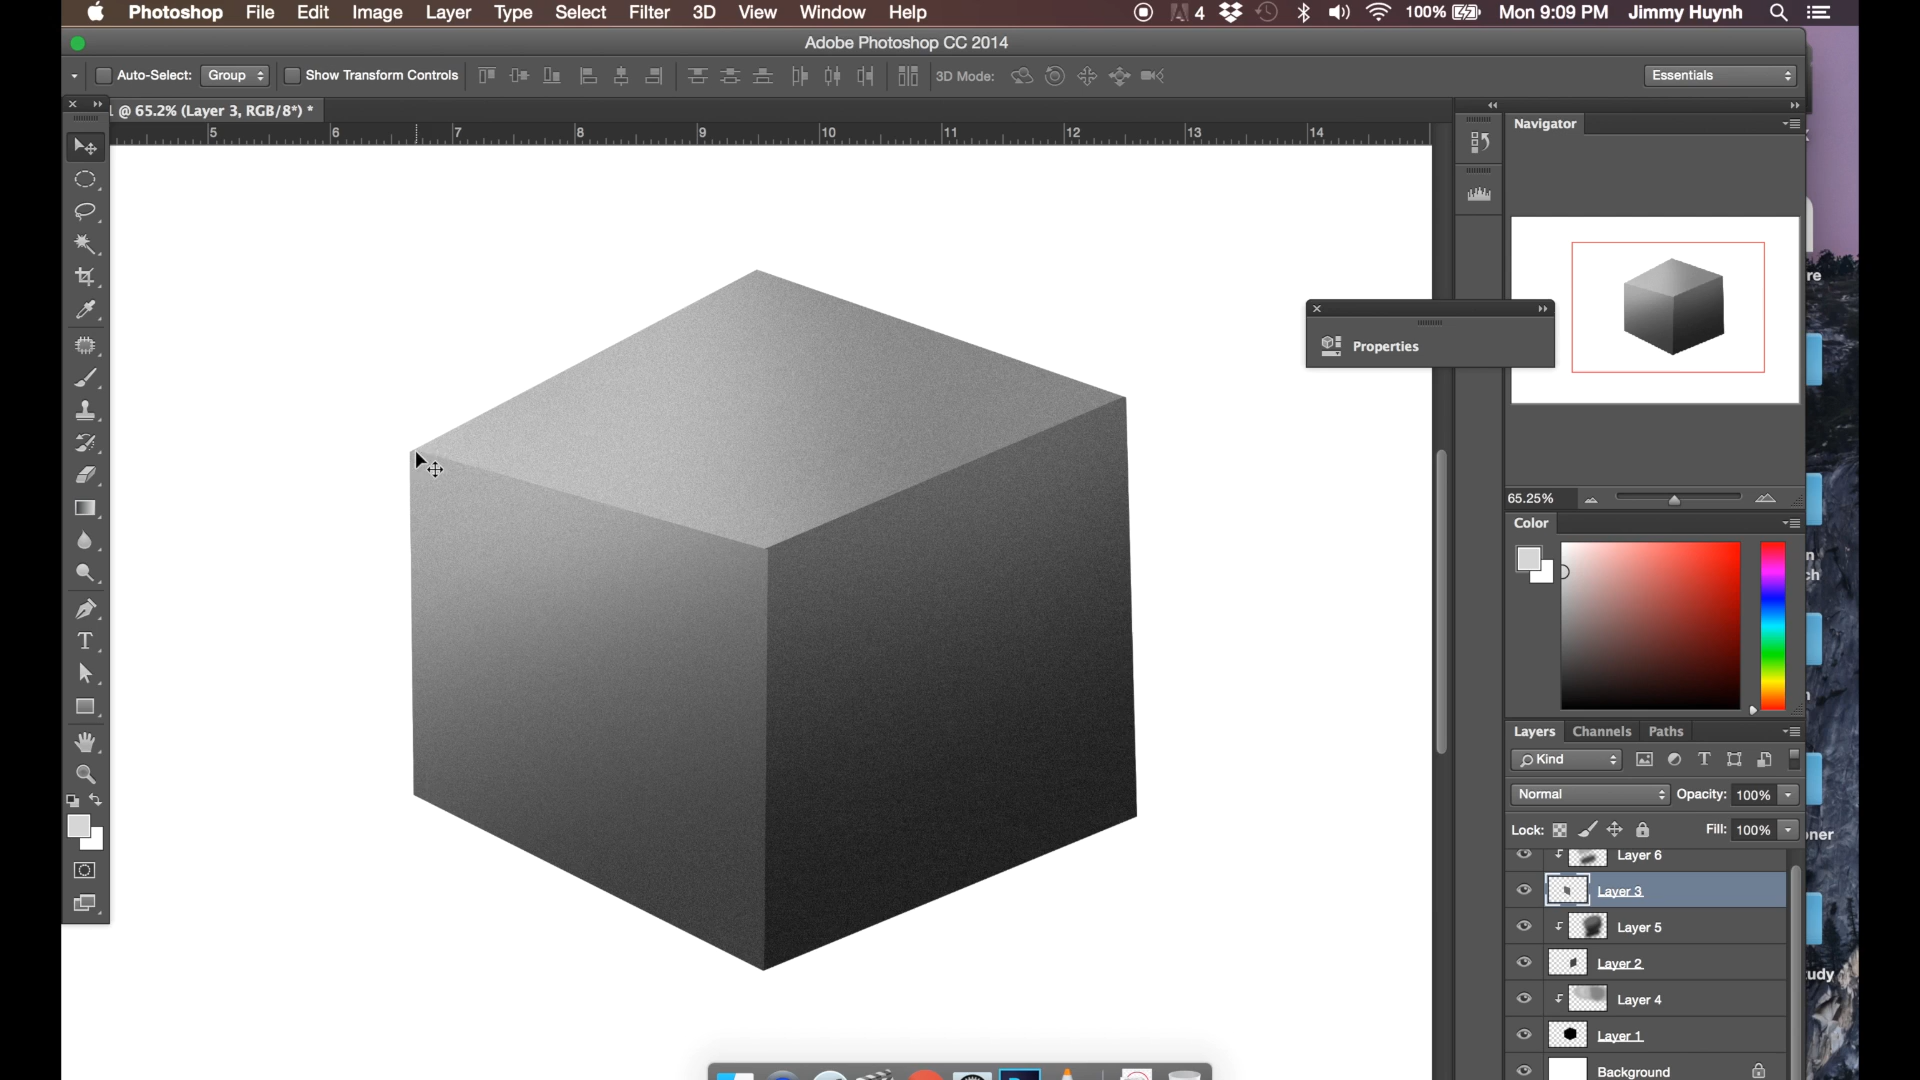 Photoshop File Edit Image Layer Type Select Filter 3D View Window Help 4 100% Mon 9:09 PM Jimmy Huynh
Adobe Photoshop CC 2014
Auto-Select: Group Show Transform Controls 3D Mode: Essentials
@ 65.2% (Layer 3, RGB/8*) *
5 6 7 8 9 10 11 12 13 14
Navigator
re
Properties
65.25%
Color
n
ch
Layers Channels Paths
Kind
Normal Opacity: 100%
Lock: Fill: 100%
oner
Layer 6
Layer 3
Layer 5
Layer 2
udy
Layer 4
Layer 1
Background